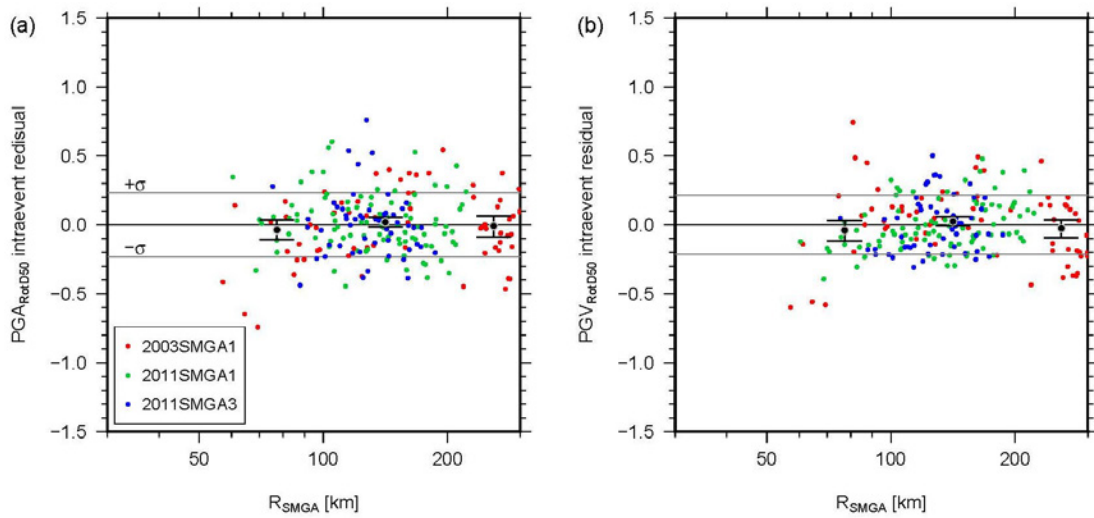 (a)
1.5
1.0
0.5
0.0
−0.5
−1.0
−1.5
PGA_RotD50 intraevent redisual
+σ
−σ
2003SMGA1
2011SMGA1
2011SMGA3
50
100
200
R_SMGA [km]
(b)
1.5
1.0
0.5
0.0
−0.5
−1.0
−1.5
PGV_RotD50 intraevent residual
50
100
200
R_SMGA [km]